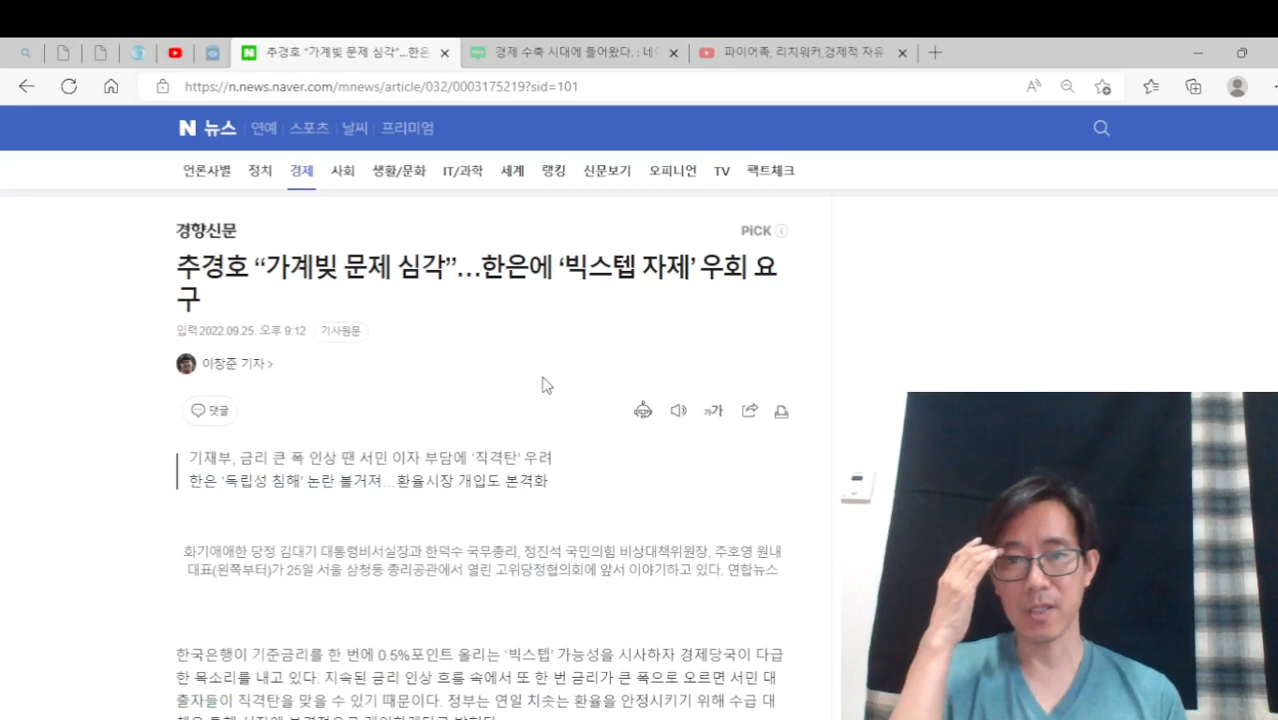 추경호 “가계빚 문제 심각”...한은
경제 수축 시대에 들어왔다. : 네이
파이어족, 리치워커,경제적 자유
https://n.news.naver.com/mnews/article/032/0003175219?sid=101
N 뉴스 연예 스포츠 날씨 프리미엄
언론사별 정치 경제 사회 생활/문화 IT/과학 세계 랭킹 신문보기 오피니언 TV 팩트체크
경향신문
PiCK
추경호 “가계빚 문제 심각”...한은에 ‘빅스텝 자제’ 우회 요
구
입력 2022.09.25. 오후 9:12 기사원문
이창준 기자
댓글
가가
기재부, 금리 큰 폭 인상 땐 서민 이자 부담에 ‘직격탄’ 우려
한은 ‘독립성 침해’ 논란 불거져...환율시장 개입도 본격화
화기애애한 당정 김대기 대통령비서실장과 한덕수 국무총리, 정진석 국민의힘 비상대책위원장, 주호영 원내
대표(왼쪽부터)가 25일 서울 삼청동 총리공관에서 열린 고위당정협의회에 앞서 이야기하고 있다. 연합뉴스
한국은행이 기준금리를 한 번에 0.5%포인트 올리는 ‘빅스텝’ 가능성을 시사하자 경제당국이 다급
한 목소리를 내고 있다. 지속된 금리 인상 흐름 속에서 또 한 번 금리가 큰 폭으로 오르면 서민 대
출자들이 직격탄을 맞을 수 있기 때문이다. 정부는 연일 치솟는 환율을 안정시키기 위해 수급 대